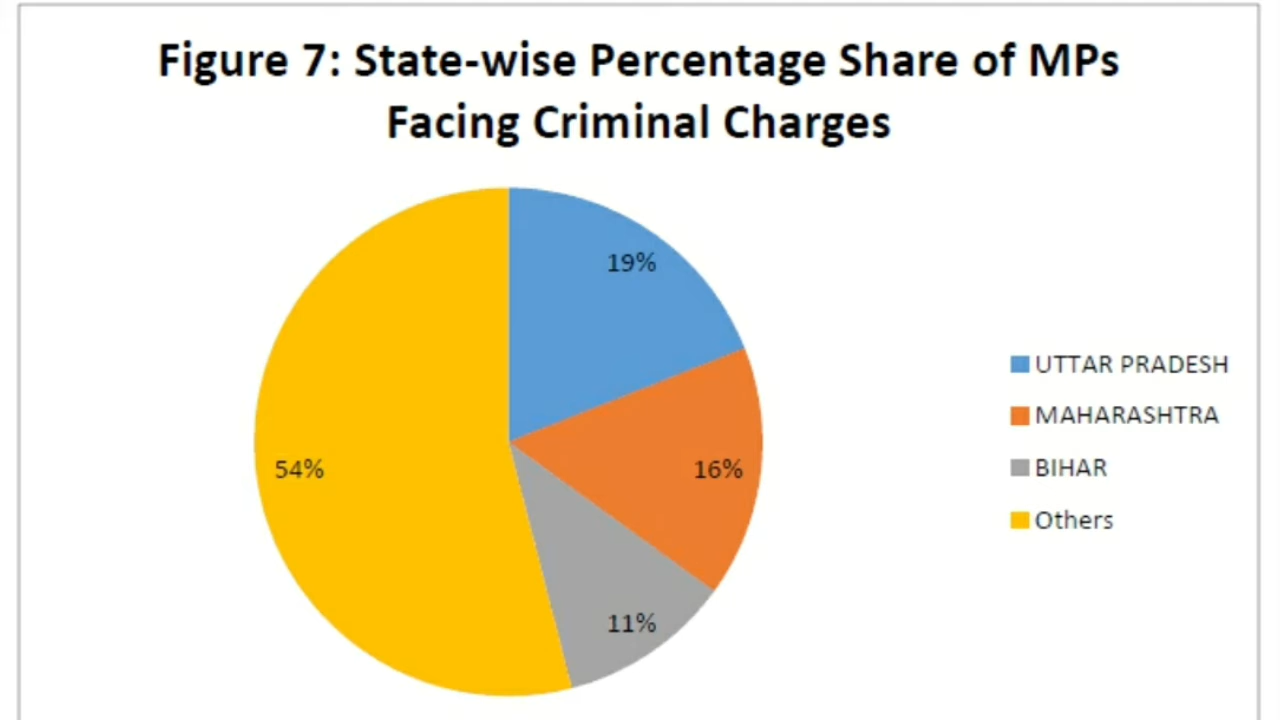 Figure 7: State-wise Percentage Share of MPs
Facing Criminal Charges
19%
16%
11%
54%
UTTAR PRADESH
MAHARASHTRA
BIHAR
Others